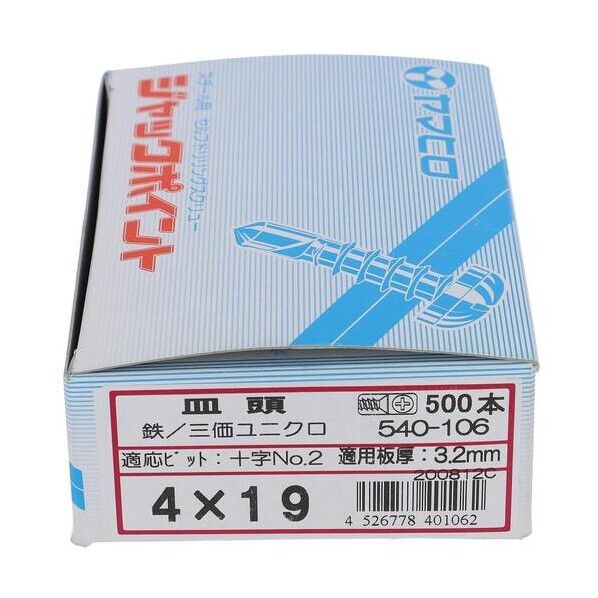 ヤマヒロ
スチール用 セルフドリリングスクリュー
ジャックポイント
皿頭 500本
鉄／三価ユニクロ 540-106
適応ビット：十字No.2 適用板厚：3.2mm
200812C
4×19
4 526778 401062